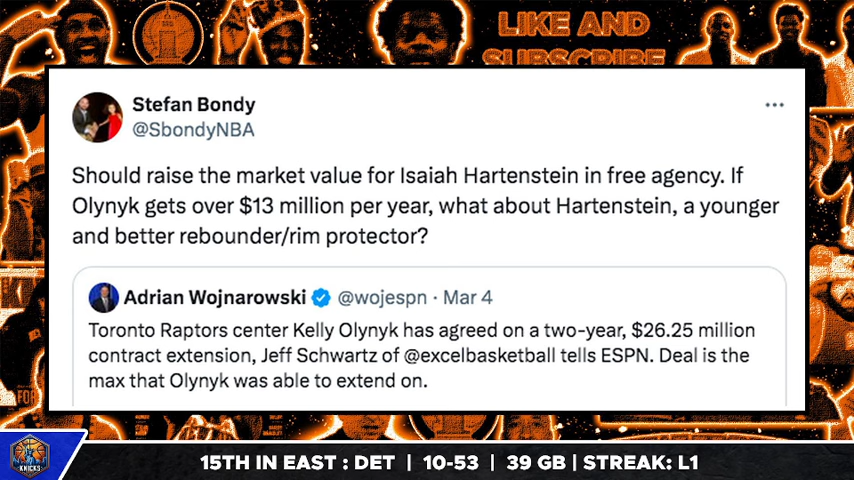 LIKE AND
SUBSCRIBE
Stefan Bondy
@SbondyNBA
Should raise the market value for Isaiah Hartenstein in free agency. If
Olynyk gets over $13 million per year, what about Hartenstein, a younger
and better rebounder/rim protector?
Adrian Wojnarowski @wojespn · Mar 4
Toronto Raptors center Kelly Olynyk has agreed on a two-year, $26.25 million
contract extension, Jeff Schwartz of @excelbasketball tells ESPN. Deal is the
max that Olynyk was able to extend on.
KNICKS
15TH IN EAST : DET | 10-53 | 39 GB | STREAK: L1